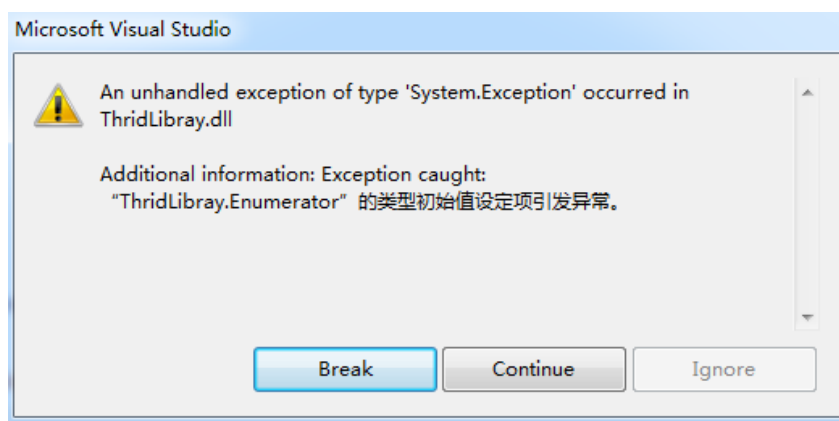 Microsoft Visual Studio
An unhandled exception of type 'System.Exception' occurred in
ThridLibray.dll
Additional information: Exception caught:
“ThridLibray.Enumerator”的类型初始值设定项引发异常。
Break
Continue
Ignore